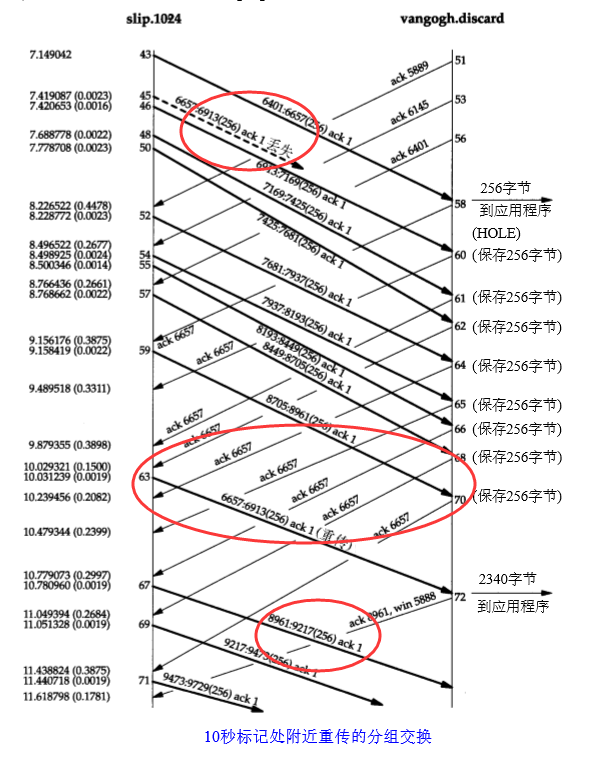 slip.1024
vangogh.discard
7.149042
43
51
ack 5889
7.419087 (0.0023)
45
6657:6913(256) ack 1 丢失
6401:6657(256) ack 1
53
ack 6145
7.420653 (0.0016)
46
7.688778 (0.0022)
48
56
ack 6401
7.778708 (0.0023)
50
6913:7169(256) ack 1
7169:7425(256) ack 1
256字节
到应用程序
(HOLE)
58
8.226522 (0.4478)
8.228772 (0.0023)
52
7425:7681(256) ack 1
8.496522 (0.2677)
8.498925 (0.0024)
54
60
(保存256字节)
8.500346 (0.0014)
55
7681:7937(256) ack 1
8.766436 (0.2661)
8.768662 (0.0022)
57
7937:8193(256) ack 1
61
(保存256字节)
62
(保存256字节)
8193:8449(256) ack 1
8449:8705(256) ack 1
9.156176 (0.3875)
ack 6657
9.158419 (0.0022)
59
ack 6657
64
(保存256字节)
9.489518 (0.3311)
8705:8961(256) ack 1
65
(保存256字节)
66
(保存256字节)
9.879355 (0.3898)
ack 6657
ack 6657
68
(保存256字节)
10.029321 (0.1500)
10.031239 (0.0019)
63
ack 6657
10.239456 (0.2082)
ack 6657
70
(保存256字节)
6657:6913(256) ack 1 (重传)
ack 6657
ack 6657
10.479344 (0.2399)
10.779073 (0.2997)
10.780960 (0.0019)
67
2340字节
到应用程序
72
ack 8961, win 5888
11.049394 (0.2684)
11.051328 (0.0019)
69
8961:9217(256) ack 1
9217:9473(256) ack 1
11.438824 (0.3875)
11.440718 (0.0019)
71
9473:9729(256) ack 1
11.618798 (0.1781)
10秒标记处附近重传的分组交换